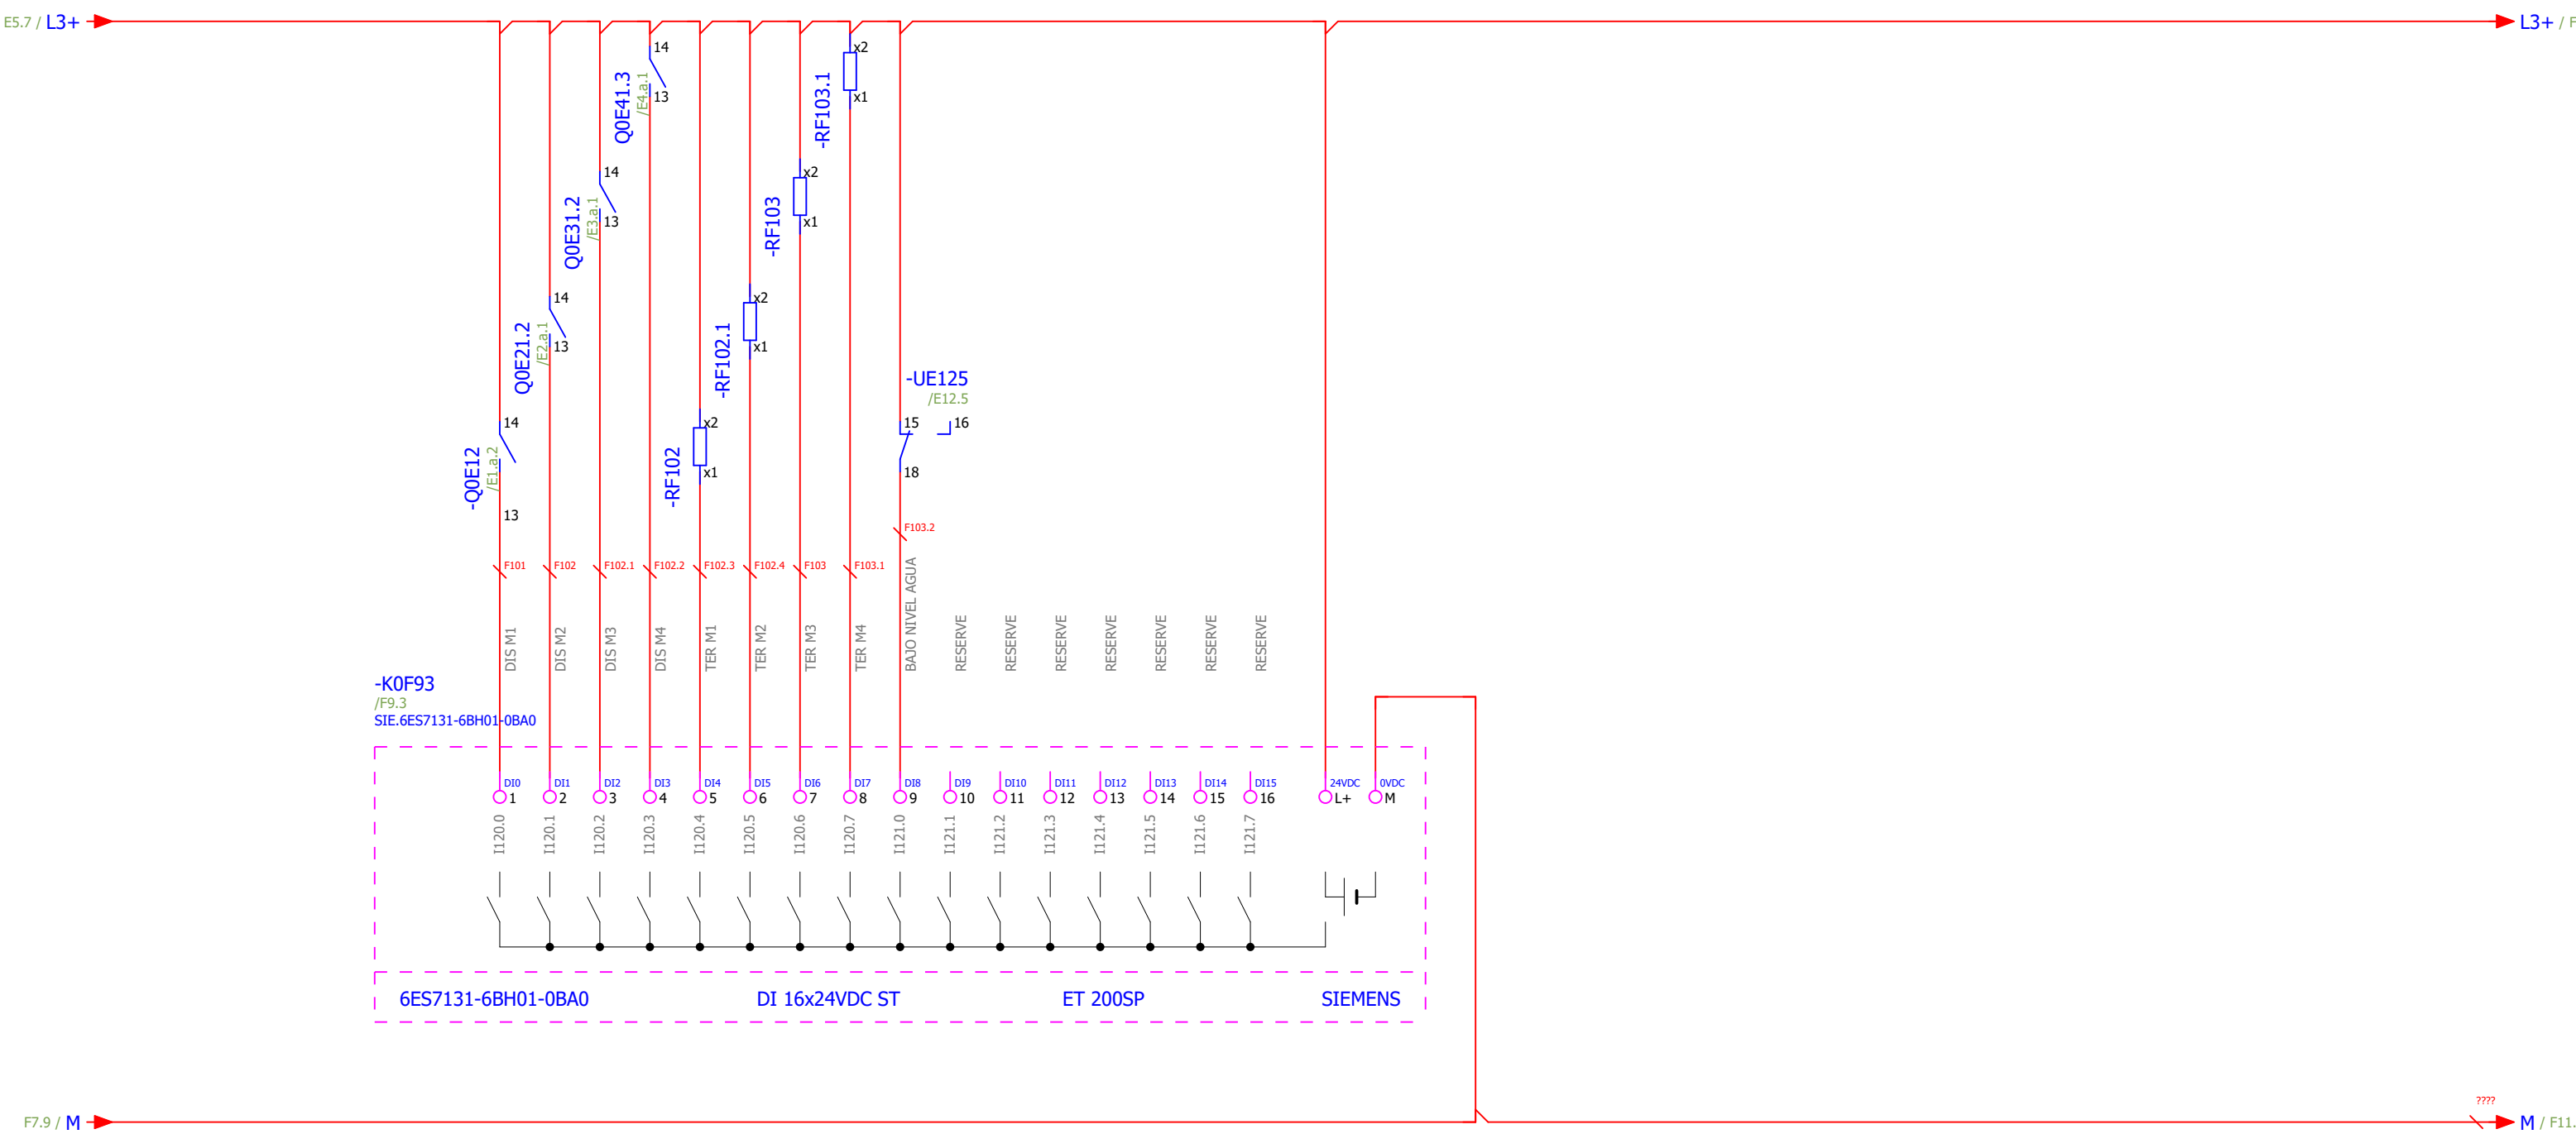 E5.7 / L3+
L3+ / F
14
Q0E41.3
/E4.a.1
13
x2
-RF103.1
x1
14
Q0E31.2
/E3.a.1
13
x2
-RF103
x1
14
Q0E21.2
/E2.a.1
13
x2
-RF102.1
x1
-UE125
/E12.5
14
-Q0E12
/E1.a.2
13
x2
-RF102
x1
15
16
18
F103.2
F101
F102
F102.1
F102.2
F102.3
F102.4
F103
F103.1
DIS M1
DIS M2
DIS M3
DIS M4
TER M1
TER M2
TER M3
TER M4
BAJO NIVEL AGUA
RESERVE
RESERVE
RESERVE
RESERVE
RESERVE
RESERVE
RESERVE
-K0F93
/F9.3
SIE.6ES7131-6BH01-0BA0
DI0
DI1
DI2
DI3
DI4
DI5
DI6
DI7
DI8
DI9
DI10
DI11
DI12
DI13
DI14
DI15
24VDC
0VDC
1
2
3
4
5
6
7
8
9
10
11
12
13
14
15
16
L+
M
I120.0
I120.1
I120.2
I120.3
I120.4
I120.5
I120.6
I120.7
I121.0
I121.1
I121.2
I121.3
I121.4
I121.5
I121.6
I121.7
6ES7131-6BH01-0BA0
DI 16x24VDC ST
ET 200SP
SIEMENS
????
F7.9 / M
M / F11.